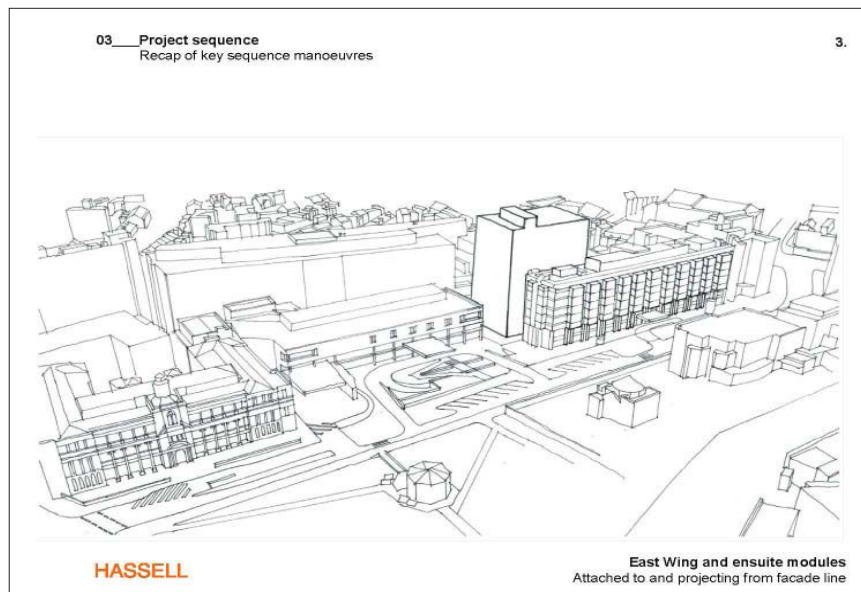 03___Project sequence
Recap of key sequence manoeuvres
3.
HASSELL
East Wing and ensuite modules
Attached to and projecting from facade line